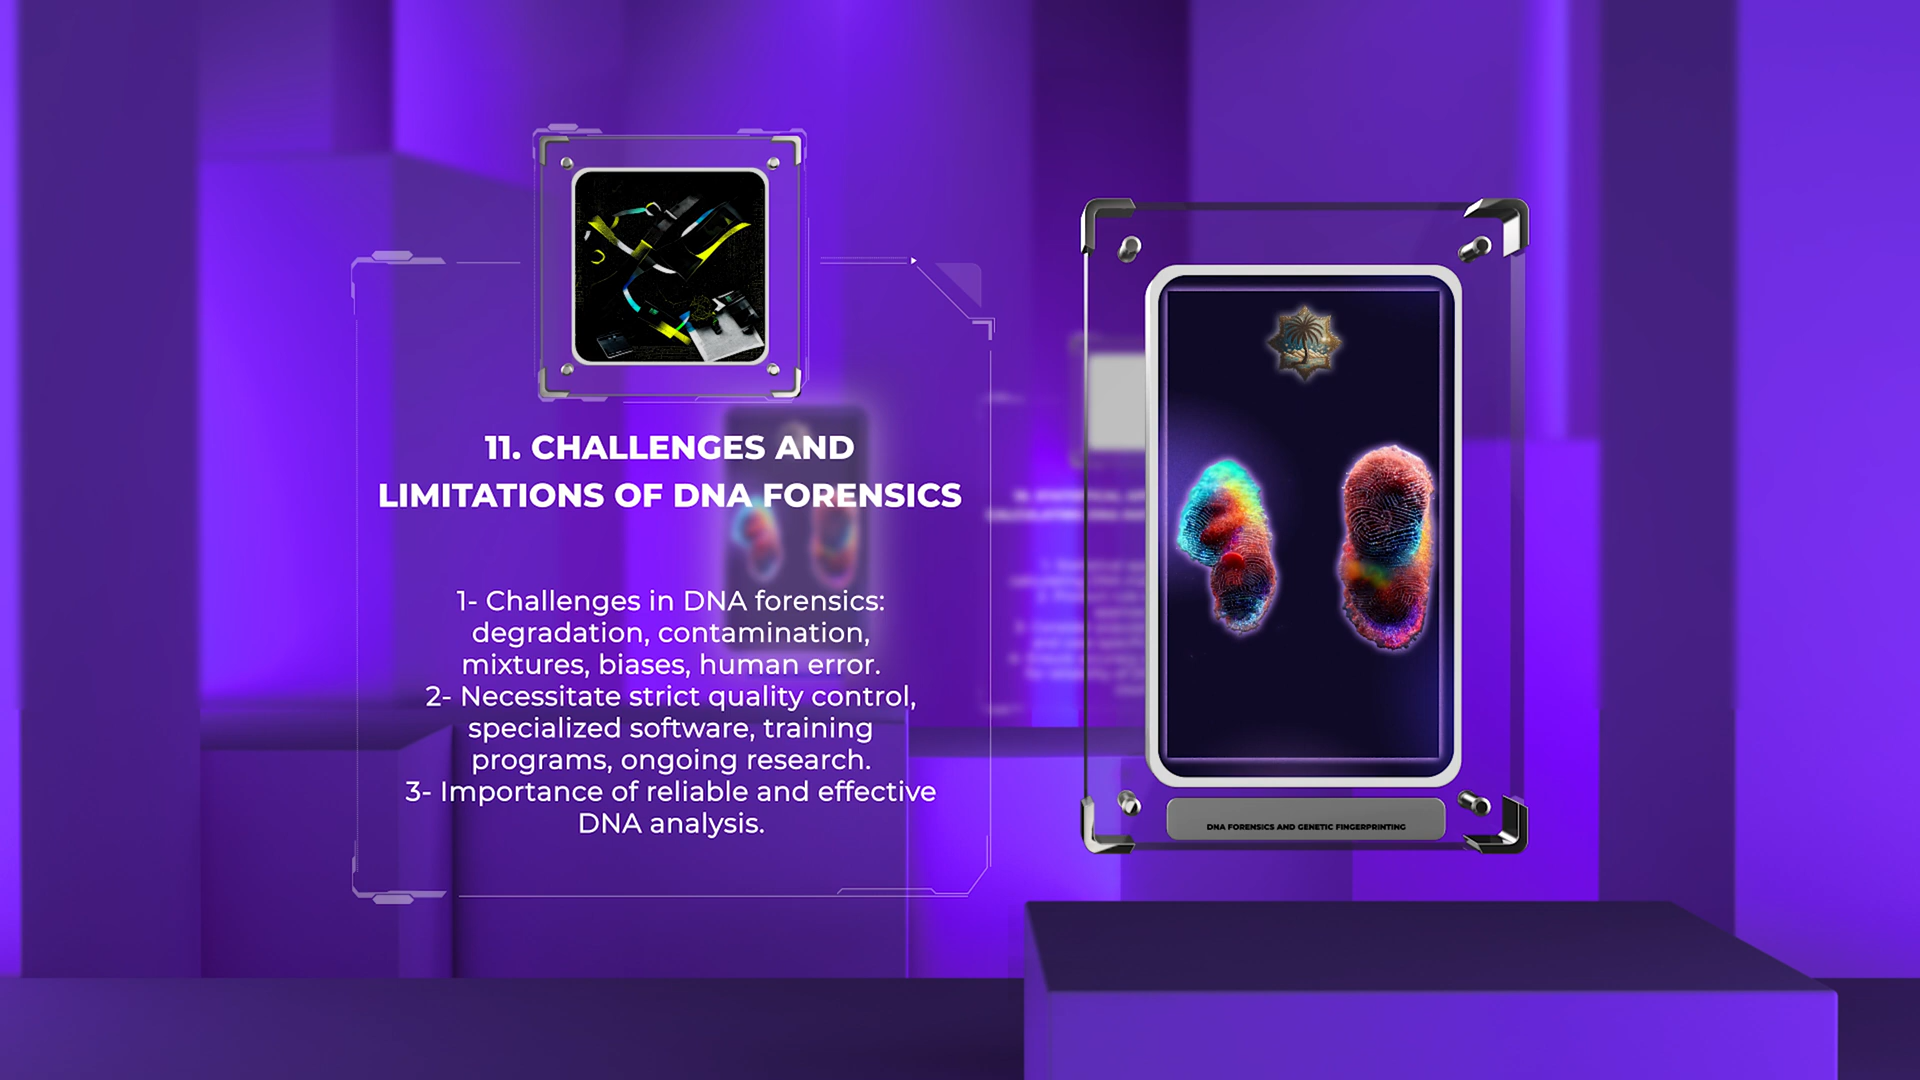 11. CHALLENGES AND
LIMITATIONS OF DNA FORENSICS
1- Challenges in DNA forensics:
degradation, contamination,
mixtures, biases, human error.
2- Necessitate strict quality control,
specialized software, training
programs, ongoing research.
3- Importance of reliable and effective
DNA analysis.
DNA FORENSICS AND GENETIC FINGERPRINTING